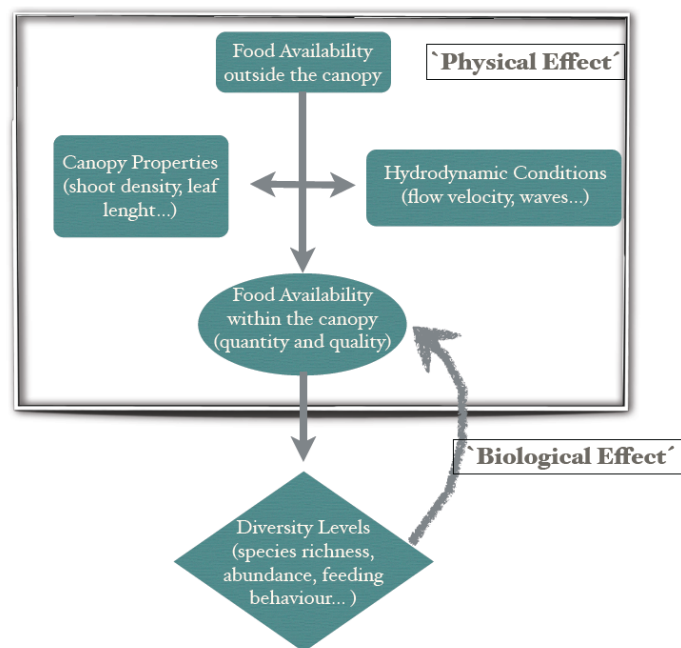 Food Availability
outside the canopy
`Physical Effect´
Canopy Properties
(shoot density, leaf
lenght...)
Hydrodynamic Conditions
(flow velocity, waves...)
Food Availability
within the canopy
(quantity and quality)
`Biological Effect´
Diversity Levels
(species richness,
abundance, feeding
behaviour... )